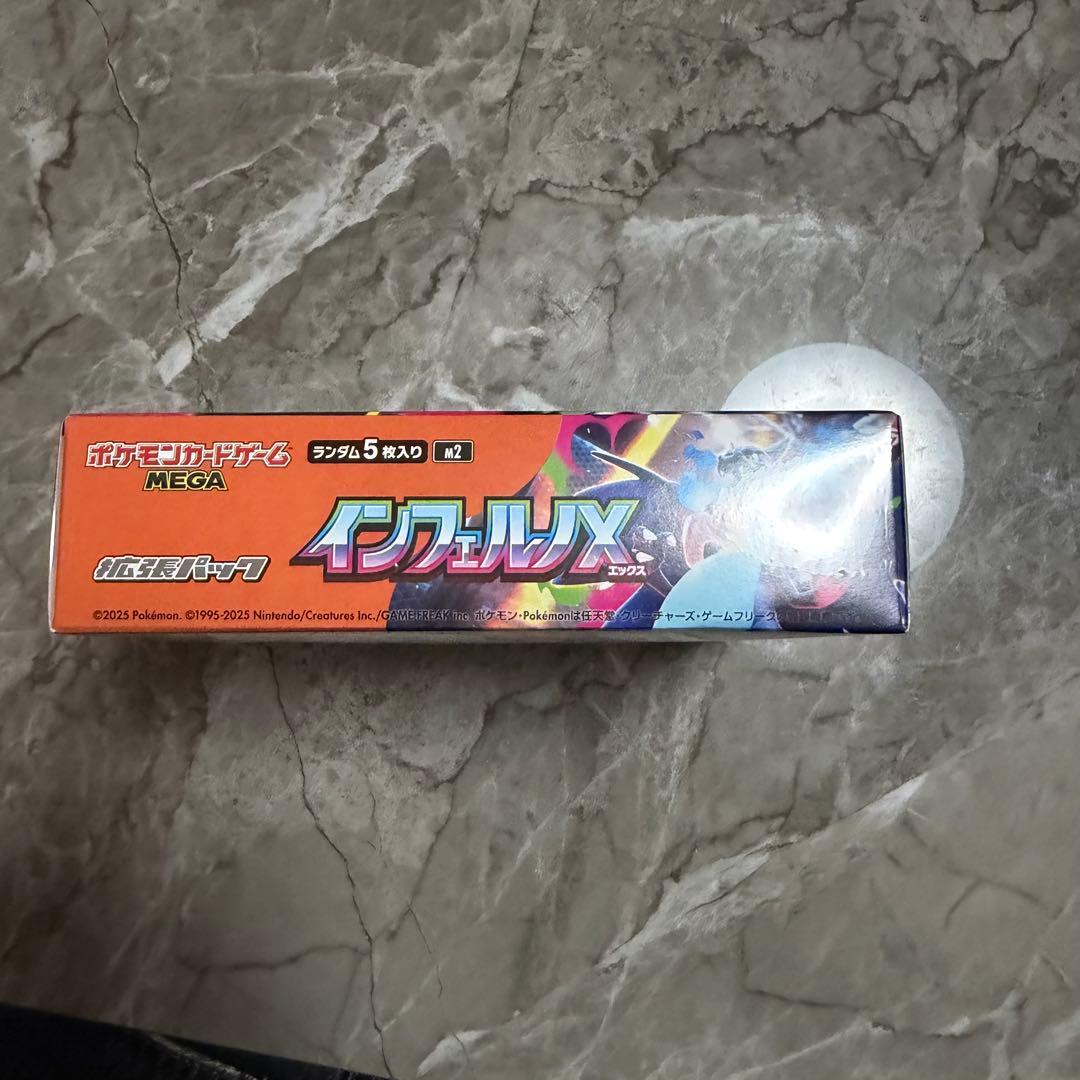 ポケモンカードゲーム
MEGA
ランダム5枚入り M2
インフェルノX
エックス
拡張パック
©2025 Pokémon. ©1995-2025 Nintendo/Creatures Inc./GAME FREAK inc. ポケモン・Pokémonは任天堂・クリーチャーズ・ゲームフリークの